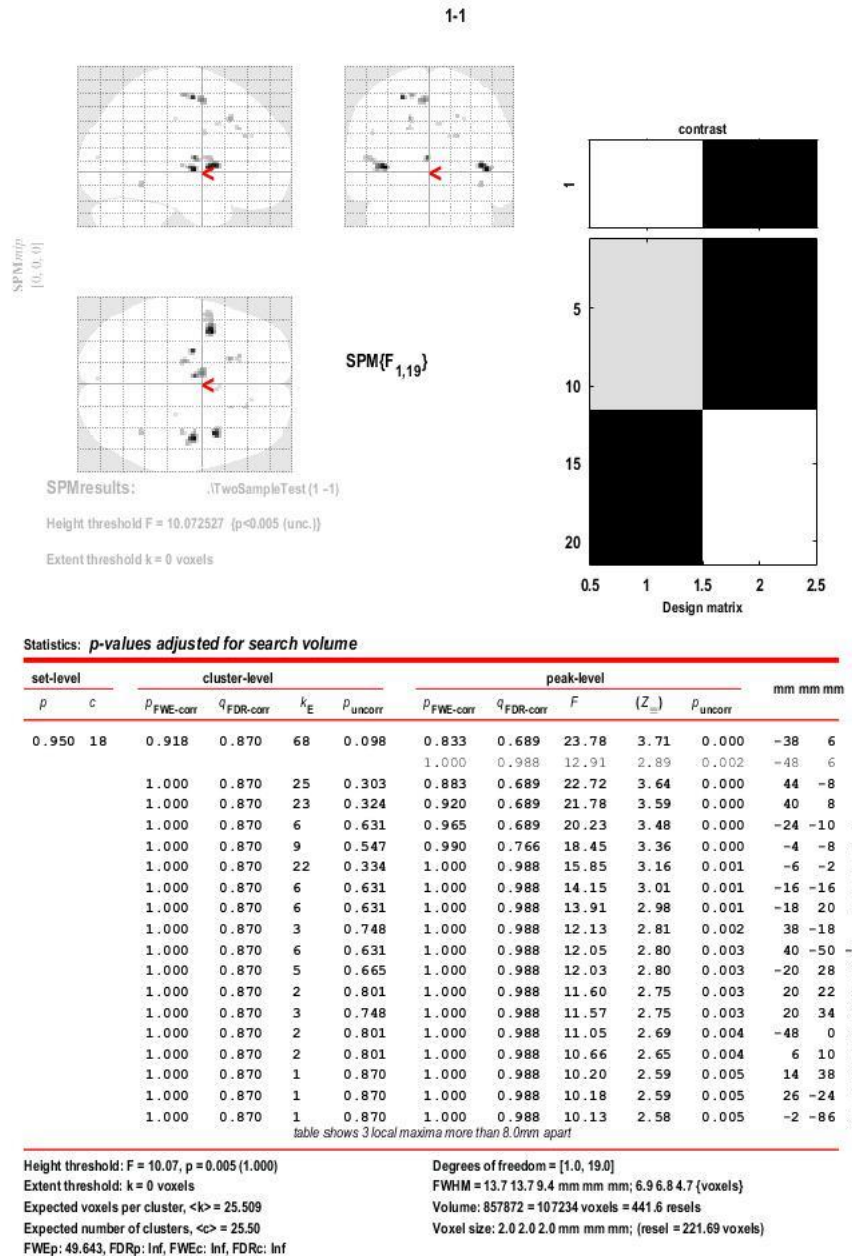 1-1
contrast
1
SPMmip
[0, 0, 0]
<
<
<
SPM{F1,19}
5
10
15
20
0.5 1 1.5 2 2.5
Design matrix
SPMresults: .\TwoSampleTest (1 -1)
Height threshold F = 10.072527 {p<0.005 (unc.)}
Extent threshold k = 0 voxels
Statistics: p-values adjusted for search volume
set-level cluster-level peak-level mm mm mm
p c pFWE-corr qFDR-corr kE puncorr pFWE-corr qFDR-corr F (Z≡) puncorr
0.950 18 0.918 0.870 68 0.098 0.833 0.689 23.78 3.71 0.000 -38 6
1.000 0.988 12.91 2.89 0.002 -48 6
1.000 0.870 25 0.303 0.883 0.689 22.72 3.64 0.000 44 -8
1.000 0.870 23 0.324 0.920 0.689 21.78 3.59 0.000 40 8
1.000 0.870 6 0.631 0.965 0.689 20.23 3.48 0.000 -24 -10
1.000 0.870 9 0.547 0.990 0.766 18.45 3.36 0.000 -4 -8
1.000 0.870 22 0.334 1.000 0.988 15.85 3.16 0.001 -6 -2
1.000 0.870 6 0.631 1.000 0.988 14.15 3.01 0.001 -16 -16
1.000 0.870 6 0.631 1.000 0.988 13.91 2.98 0.001 -18 20
1.000 0.870 3 0.748 1.000 0.988 12.13 2.81 0.002 38 -18
1.000 0.870 6 0.631 1.000 0.988 12.05 2.80 0.003 40 -50 -
1.000 0.870 5 0.665 1.000 0.988 12.03 2.80 0.003 -20 28
1.000 0.870 2 0.801 1.000 0.988 11.60 2.75 0.003 20 22
1.000 0.870 3 0.748 1.000 0.988 11.57 2.75 0.003 20 34
1.000 0.870 2 0.801 1.000 0.988 11.05 2.69 0.004 -48 0
1.000 0.870 2 0.801 1.000 0.988 10.66 2.65 0.004 6 10
1.000 0.870 1 0.870 1.000 0.988 10.20 2.59 0.005 14 38
1.000 0.870 1 0.870 1.000 0.988 10.18 2.59 0.005 26 -24
1.000 0.870 1 0.870 1.000 0.988 10.13 2.58 0.005 -2 -86
table shows 3 local maxima more than 8.0mm apart
Height threshold: F = 10.07, p = 0.005 (1.000)
Extent threshold: k = 0 voxels
Expected voxels per cluster, <k> = 25.509
Expected number of clusters, <c> = 25.50
FWEp: 49.643, FDRp: Inf, FWEc: Inf, FDRc: Inf
Degrees of freedom = [1.0, 19.0]
FWHM = 13.7 13.7 9.4 mm mm mm; 6.9 6.8 4.7 {voxels}
Volume: 857872 = 107234 voxels = 441.6 resels
Voxel size: 2.0 2.0 2.0 mm mm mm; (resel = 221.69 voxels)